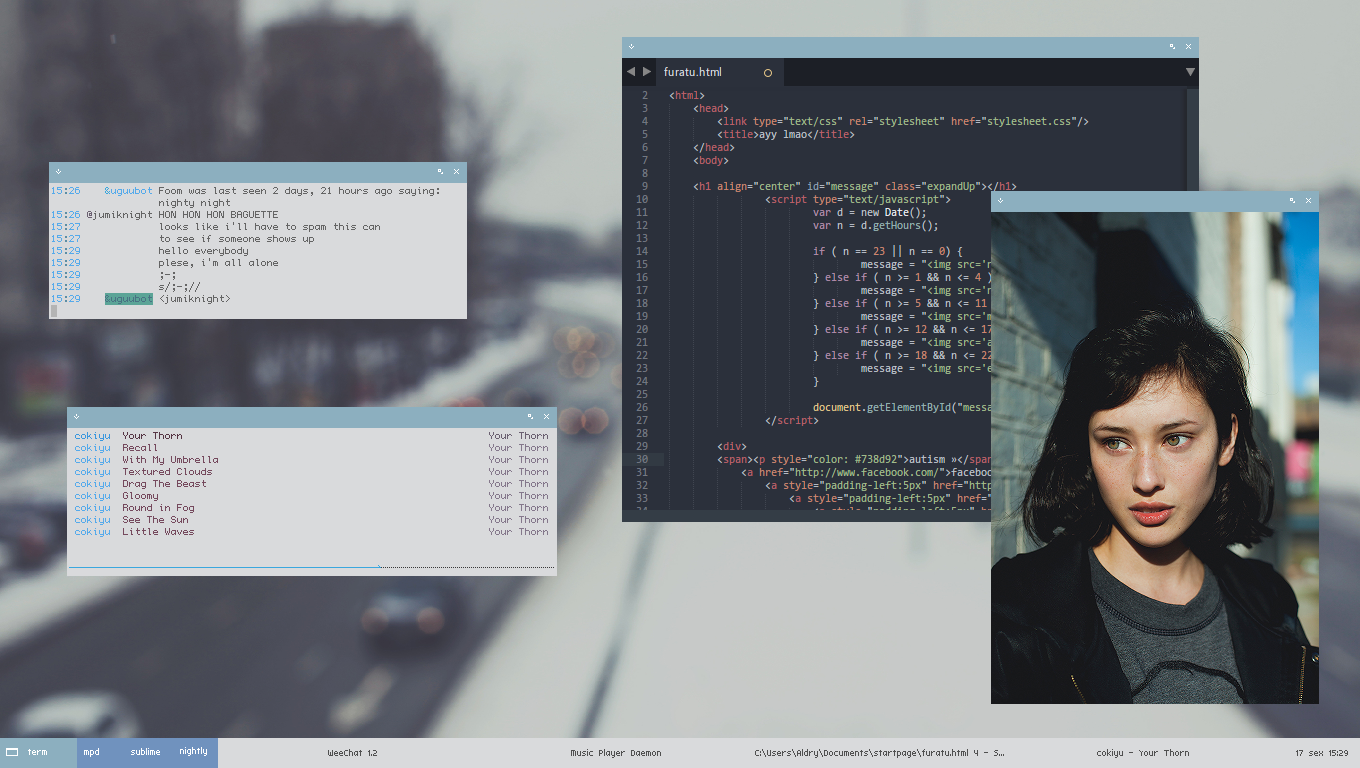 15:26 &uguubot Foom was last seen 2 days, 21 hours ago saying:
nighty night
15:26 @jumiknight HON HON HON BAGUETTE
15:27 looks like i'll have to spam this can
15:27 to see if someone shows up
15:29 hello everybody
15:29 plese, i'm all alone
15:29 ;-;
15:29 s/;-;//
15:29 &uguubot <jumiknight>
cokiyu Your Thorn Your Thorn
cokiyu Recall Your Thorn
cokiyu With My Umbrella Your Thorn
cokiyu Textured Clouds Your Thorn
cokiyu Drag The Beast Your Thorn
cokiyu Gloomy Your Thorn
cokiyu Round in Fog Your Thorn
cokiyu See The Sun Your Thorn
cokiyu Little Waves Your Thorn
furatu.html
2 <html>
3 <head>
4 <link type="text/css" rel="stylesheet" href="stylesheet.css"/>
5 <title>ayy lmao</title>
6 </head>
7 <body>
8
9 <h1 align="center" id="message" class="expandUp"></h1>
10 <script type="text/javascript">
11 var d = new Date();
12 var n = d.getHours();
13
14 if ( n == 23 || n == 0) {
15 message = "<img src='
16 } else if ( n >= 1 && n <= 4 )
17 message = "<img src='
18 } else if ( n >= 5 && n <= 11
19 message = "<img src='
20 } else if ( n >= 12 && n <= 17
21 message = "<img src='
22 } else if ( n >= 18 && n <= 22
23 message = "<img src='
24 }
25
26 document.getElementById("messa
27 </script>
28
29 <div>
30 <span><p style="color: #738d92">autism »</span
31 <a href="http://www.facebook.com/">faceboo
32 <a style="padding-left:5px" href="http
33 <a style="padding-left:5px" href="
term mpd sublime nightly WeeChat 1.2 Music Player Daemon C:\Users\Aldry\Documents\startpage\furatu.html 4 - S... cokiyu - Your Thorn 17 sex 15:29